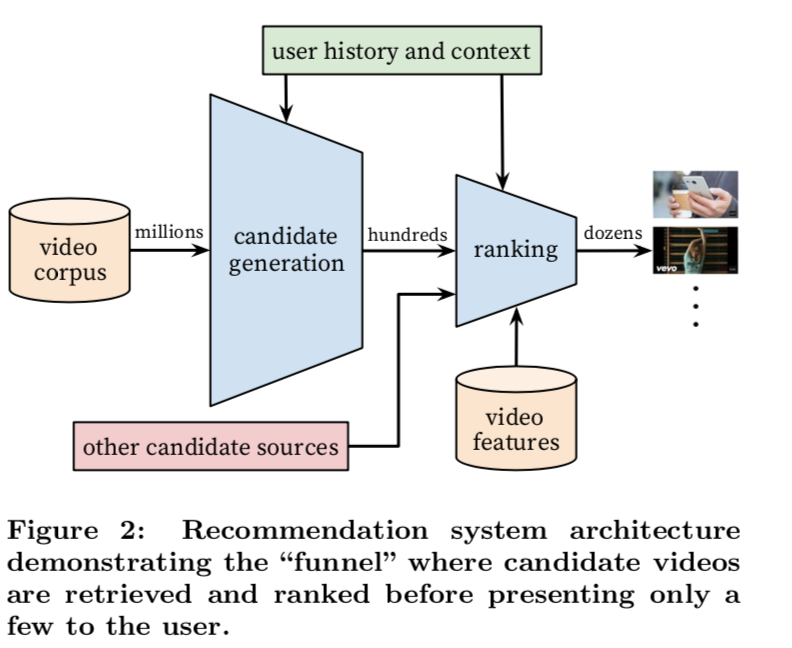 user history and context
video
corpus
millions
candidate
generation
hundreds
ranking
dozens
vevo
other candidate sources
video
features
Figure 2: Recommendation system architecture
demonstrating the “funnel” where candidate videos
are retrieved and ranked before presenting only a
few to the user.